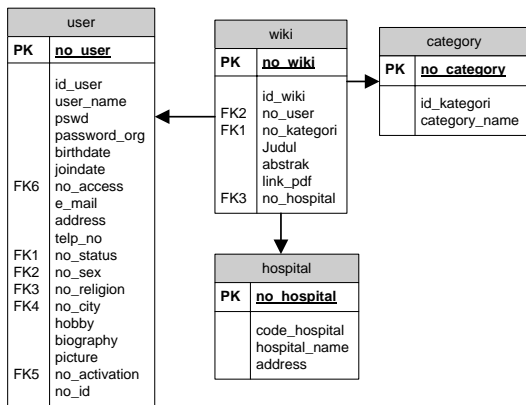 user
PK no_user
id_user
user_name
pswd
password_org
birthdate
joindate
FK6 no_access
e_mail
address
telp_no
FK1 no_status
FK2 no_sex
FK3 no_religion
FK4 no_city
hobby
biography
picture
FK5 no_activation
no_id
wiki
PK no_wiki
id_wiki
FK2 no_user
FK1 no_kategori
Judul
abstrak
link_pdf
FK3 no_hospital
category
PK no_category
id_kategori
category_name
hospital
PK no_hospital
code_hospital
hospital_name
address